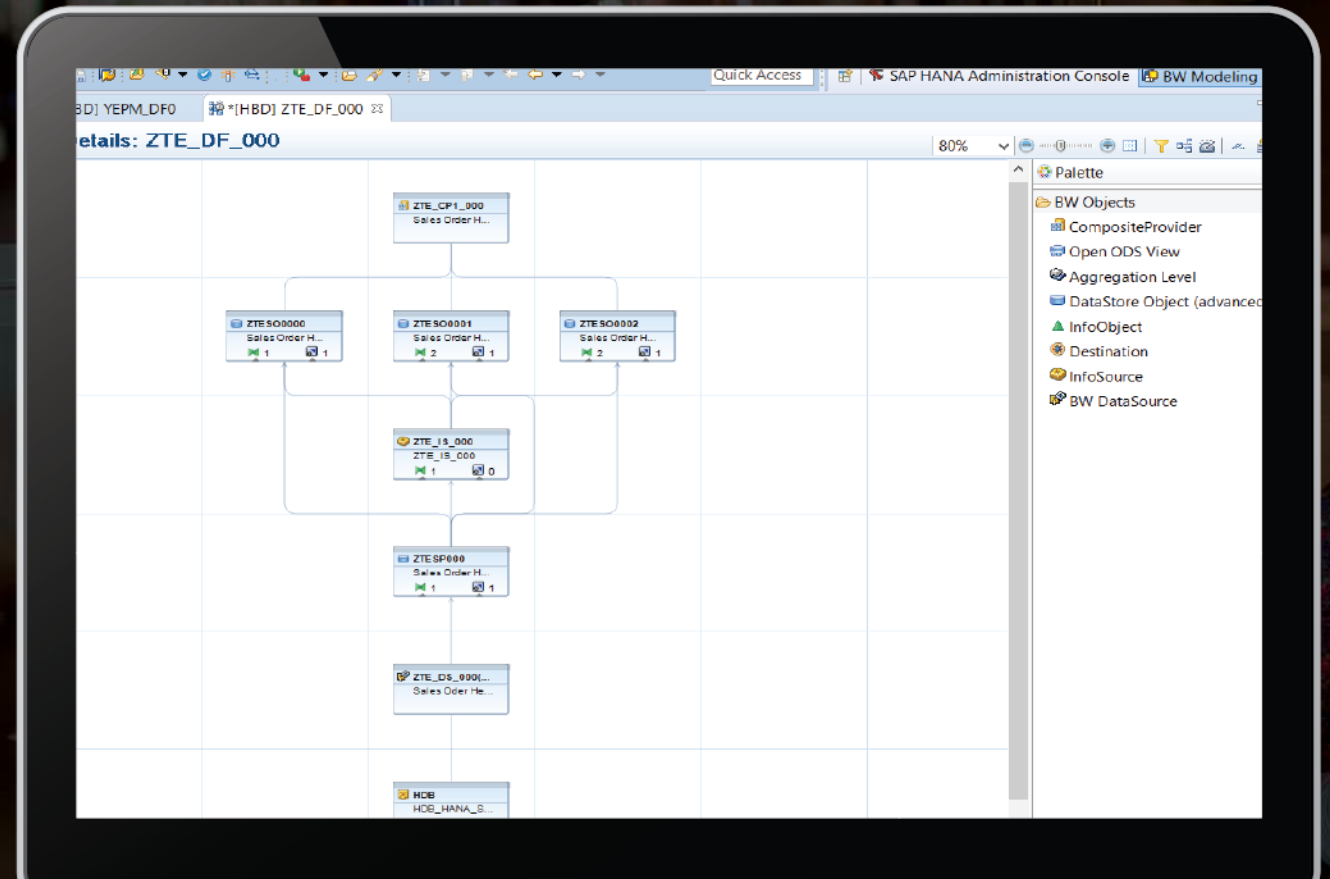 Quick Access
SAP HANA Administration Console
BW Modeling
BD] YEPM_DF0
*[HBD] ZTE_DF_000
etails: ZTE_DF_000
80%
Palette
BW Objects
CompositeProvider
Open ODS View
Aggregation Level
DataStore Object (advanced
InfoObject
Destination
InfoSource
BW DataSource
ZTE_CP1_000
Sales Order H...
ZTESO0000
Sales Order H...
1 1
ZTESO0001
Sales Order H...
2 1
ZTESO0002
Sales Order H...
2 1
ZTE_IS_000
ZTE_IS_000
1 0
ZTESP000
Sales Order H...
1 1
ZTE_DS_000(...
Sales Oder He...
HDB
HDB_HANA_S...